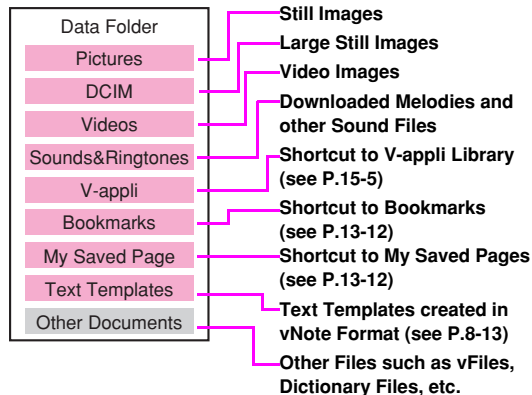 Data Folder
Pictures
DCIM
Videos
Sounds&Ringtones
V-appli
Bookmarks
My Saved Page
Text Templates
Other Documents
Still Images
Large Still Images
Video Images
Downloaded Melodies and
other Sound Files
Shortcut to V-appli Library
(see P.15-5)
Shortcut to Bookmarks
(see P.13-12)
Shortcut to My Saved Pages
(see P.13-12)
Text Templates created in
vNote Format (see P.8-13)
Other Files such as vFiles,
Dictionary Files, etc.